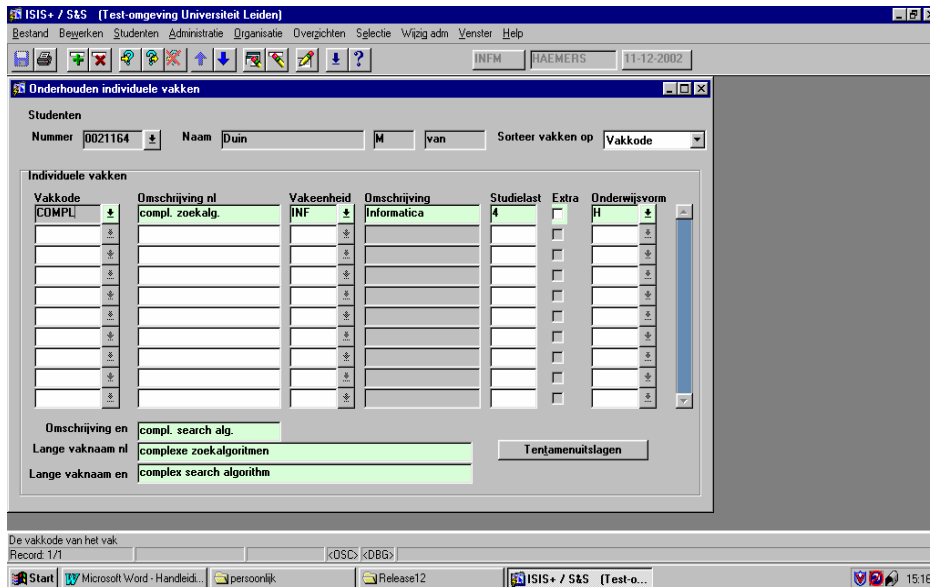 ISIS+ / S&S (Test-omgeving Universiteit Leiden)
Bestand Bewerken Studenten Administratie Organisatie Overzichten Selectie Wijzig adm Venster Help
INFM HAEMERS 11-12-2002
Onderhouden individuele vakken
Studenten
Nummer 0021164 Naam Duin M van Sorteer vakken op Vakkode
Individuele vakken
Vakkode Omschrijving nl Vakeenheid Omschrijving Studielast Extra Onderwijsvorm
COMPL compl. zoekalg. INF Informatica 4 H
Omschrijving en compl. search alg.
Lange vaknaam nl complexe zoekalgoritmen
Tentamenuitslagen
Lange vaknaam en complex search algorithm
De vakkode van het vak
Record: 1/1 <OSC> <DBG>
Start Microsoft Word - Handleidi... persoonlijk Release12 ISIS+ / S&S (Test-o... 15:16